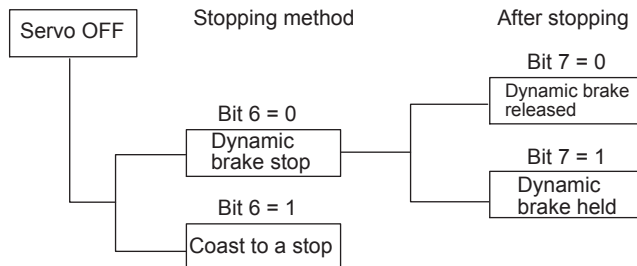 Servo OFF
Stopping method
After stopping
Bit 6 = 0
Dynamic
brake stop
Bit 6 = 1
Coast to a stop
Bit 7 = 0
Dynamic brake
released
Bit 7 = 1
Dynamic
brake held